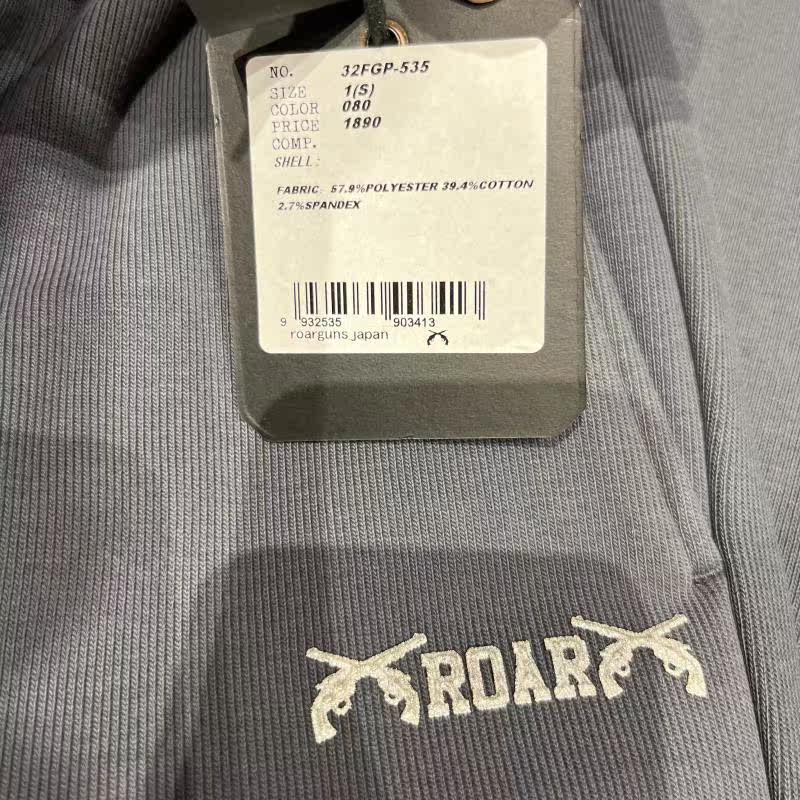 NO. 32FGP-535
SIZE 1(S)
COLOR 080
PRICE 1890
COMP.
SHELL:
FABRIC 57.9%POLYESTER 39.4%COTTON
2.7%SPANDEX
9 932535 903413
roarguns japan
ROAR